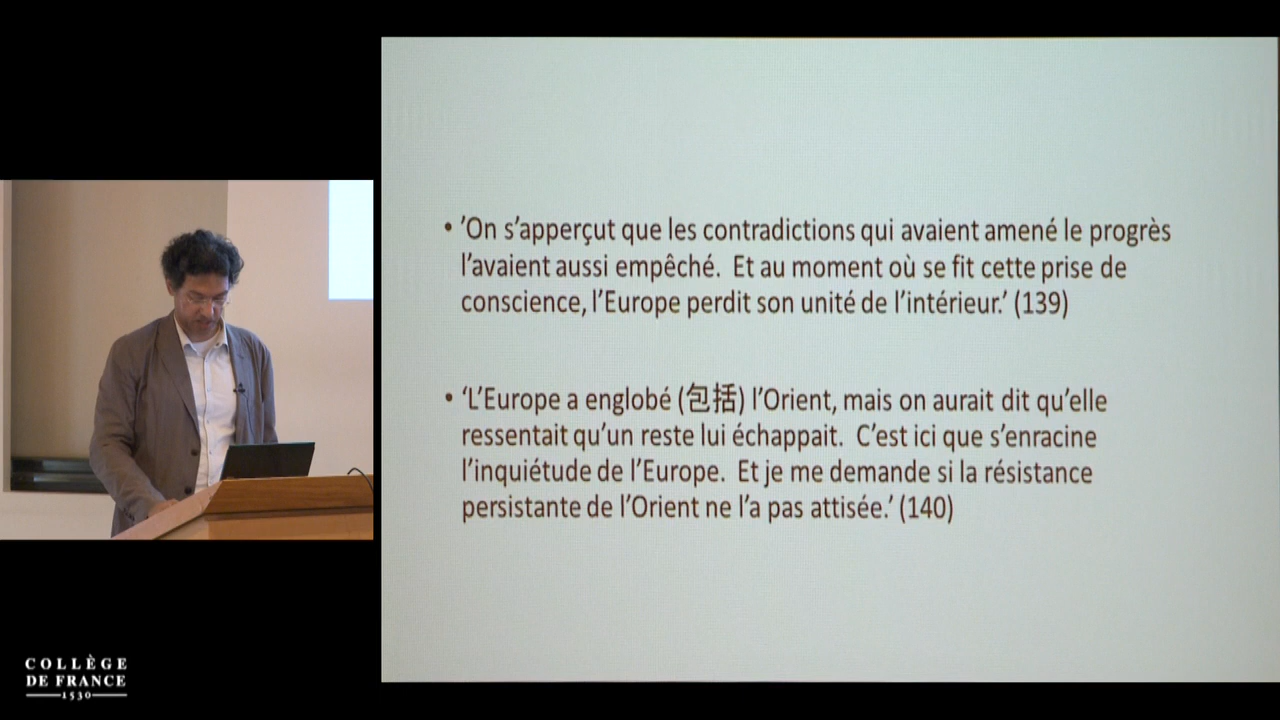 • ’On s’apperçut que les contradictions qui avaient amené le progrès
l’avaient aussi empêché. Et au moment où se fit cette prise de
conscience, l’Europe perdit son unité de l’intérieur.’ (139)
• ‘L’Europe a englobé (包括) l’Orient, mais on aurait dit qu’elle
ressentait qu’un reste lui échappait. C’est ici que s’enracine
l’inquiétude de l’Europe. Et je me demande si la résistance
persistante de l’Orient ne l’a pas attisée.’ (140)
COLLÈGE
DE FRANCE
1530